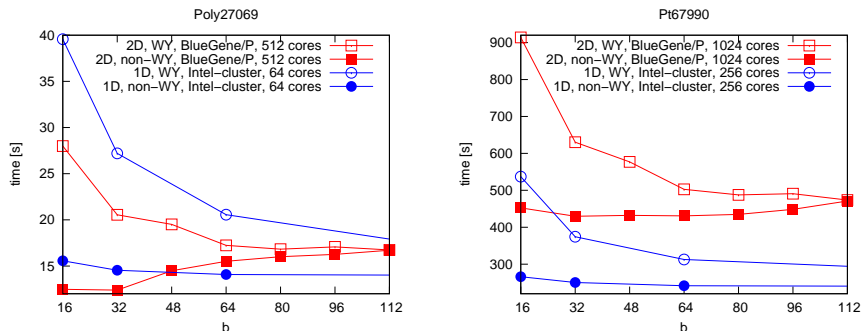 Poly27069
40
35
30
25
20
15
time [s]
2D, WY, BlueGene/P, 512 cores
2D, non-WY, BlueGene/P, 512 cores
1D, WY, Intel-cluster, 64 cores
1D, non-WY, Intel-cluster, 64 cores
16 32 48 64 80 96 112
b
Pt67990
900
800
700
600
500
400
300
time [s]
2D, WY, BlueGene/P, 1024 cores
2D, non-WY, BlueGene/P, 1024 cores
1D, WY, Intel-cluster, 256 cores
1D, non-WY, Intel-cluster, 256 cores
16 32 48 64 80 96 112
b